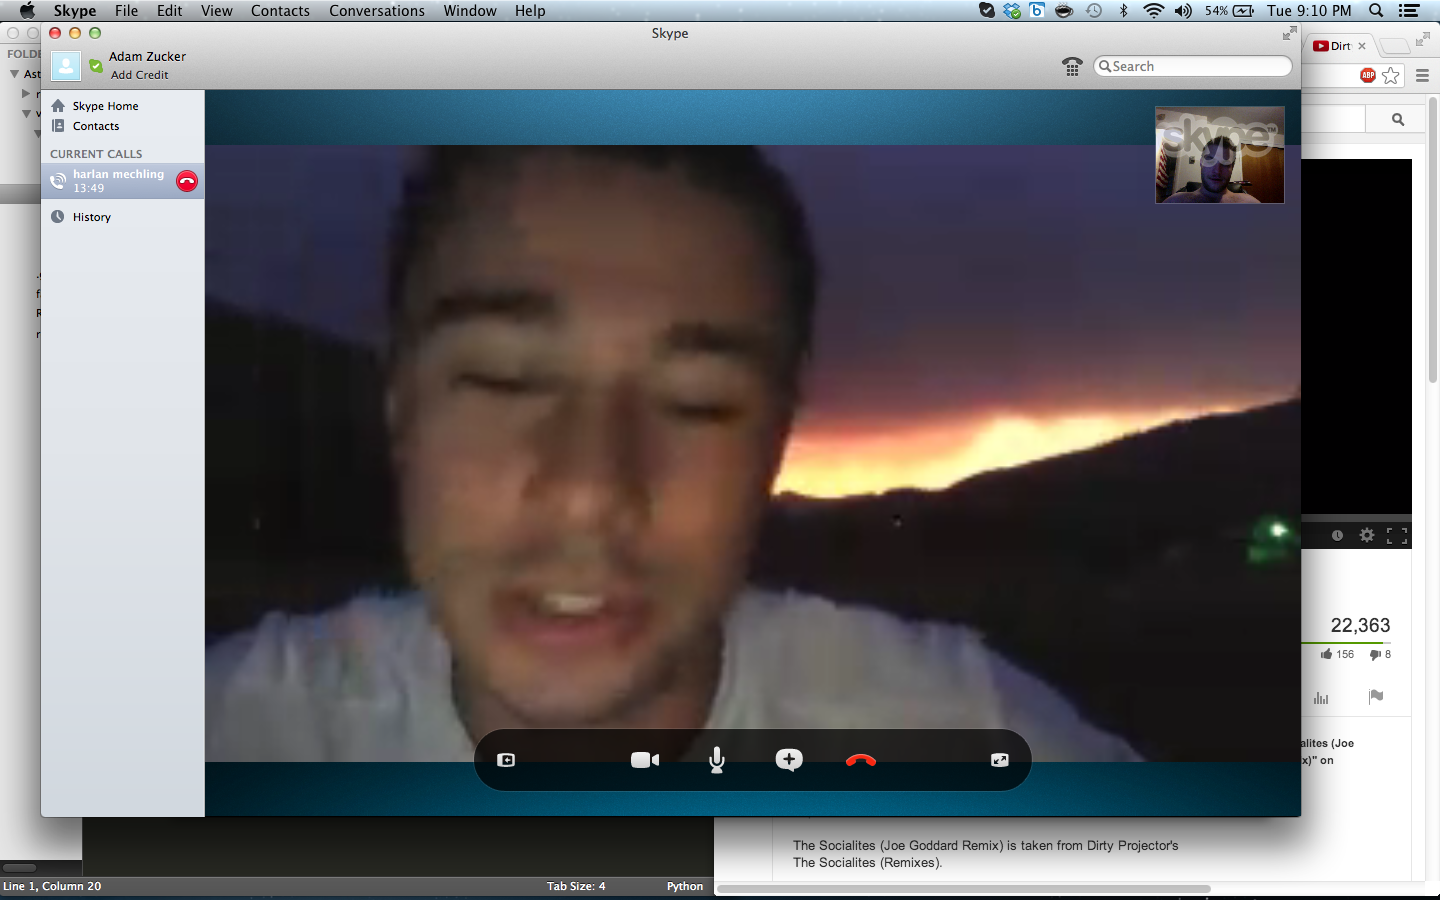 Skype File Edit View Contacts Conversations Window Help
54% Tue 9:10 PM
Skype
Adam Zucker
Add Credit
Search
Skype Home
Contacts
CURRENT CALLS
harlan mechling
13:49
History
skype™
FOLDE
Ast
Dirt
ABP
22,363
156 8
alites (Joe
x)" on
The Socialites (Joe Goddard Remix) is taken from Dirty Projector's
The Socialites (Remixes).
Line 1, Column 20
Tab Size: 4
Python